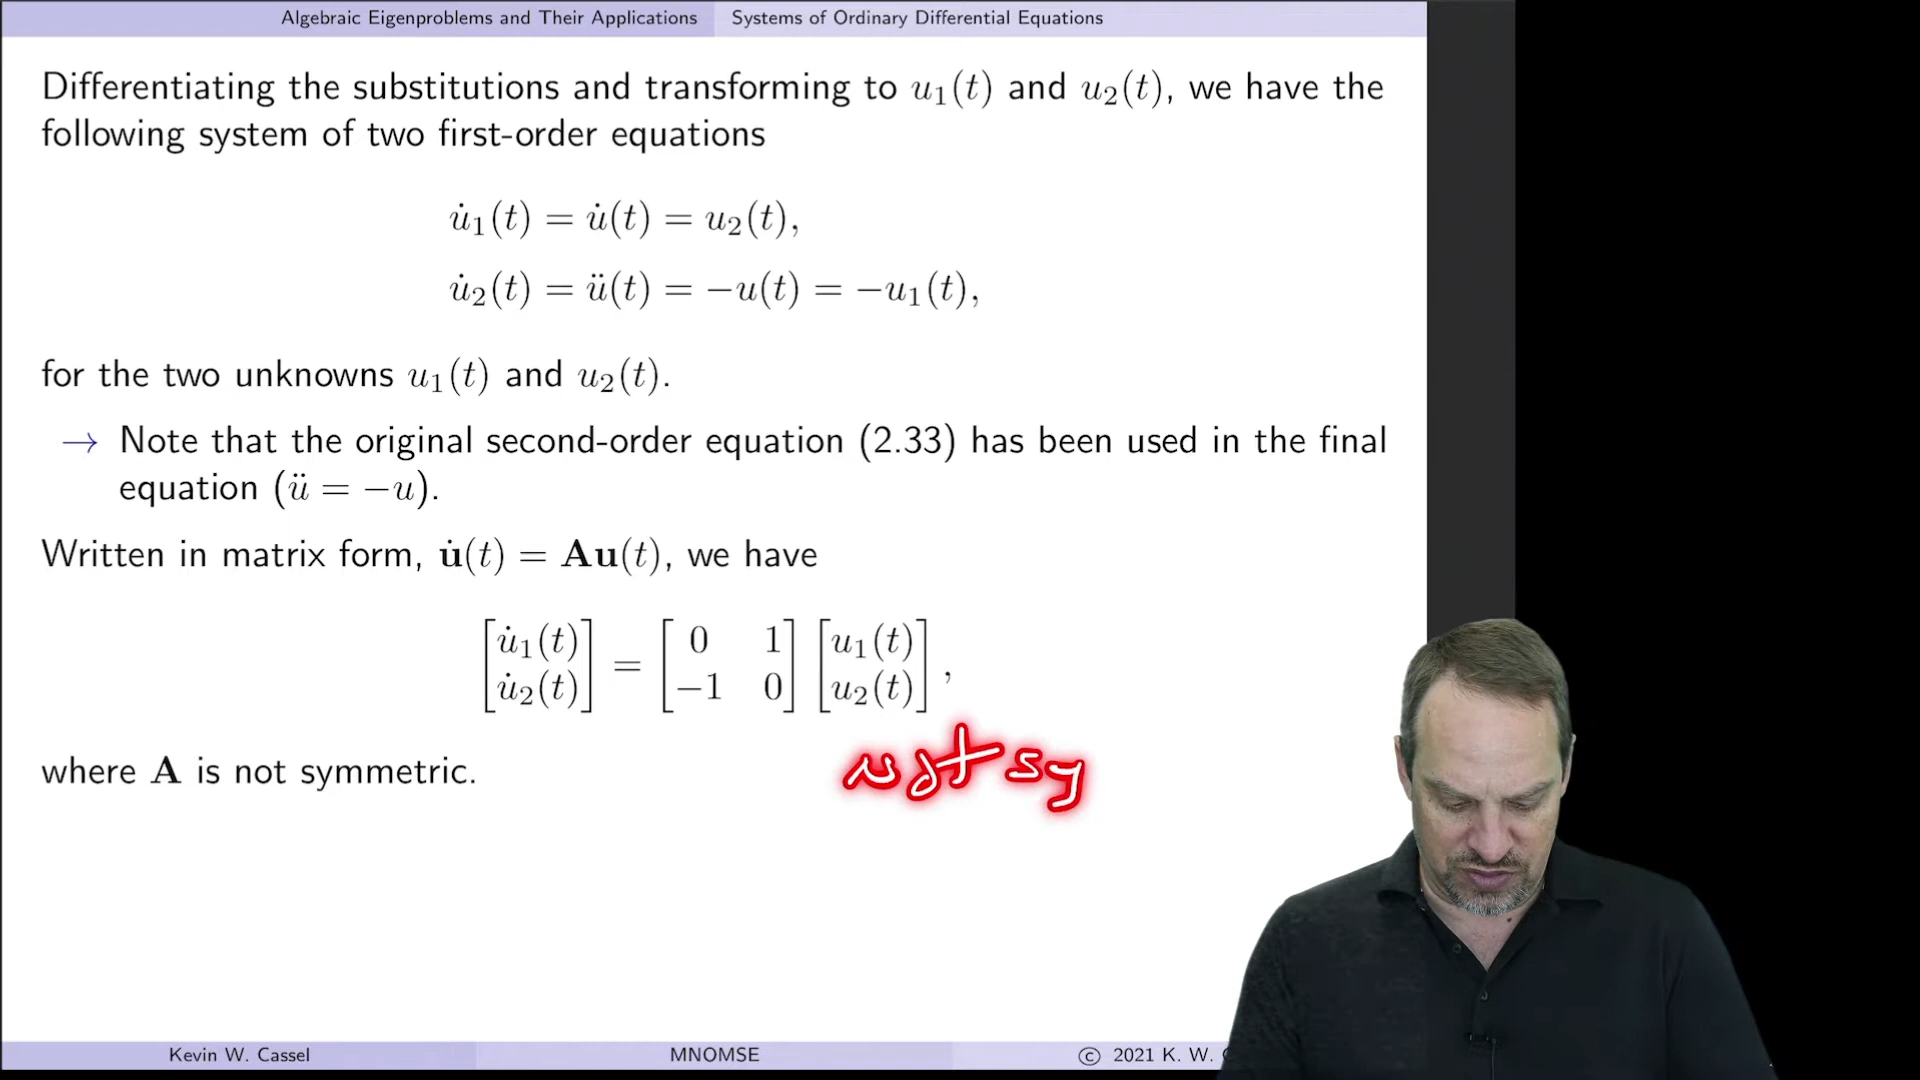 Algebraic Eigenproblems and Their Applications Systems of Ordinary Differential Equations
Differentiating the substitutions and transforming to u₁(t) and u₂(t), we have the
following system of two first-order equations
u̇₁(t) = u̇(t) = u₂(t),
u̇₂(t) = ü(t) = −u(t) = −u₁(t),
for the two unknowns u₁(t) and u₂(t).
→ Note that the original second-order equation (2.33) has been used in the final
equation (ü = −u).
Written in matrix form, u̇(t) = Au(t), we have
[u̇₁(t)] = [0 1] [u₁(t)]
[u̇₂(t)] [−1 0] [u₂(t)],
where A is not symmetric.
not sy
Kevin W. Cassel MNOMSE © 2021 K. W.